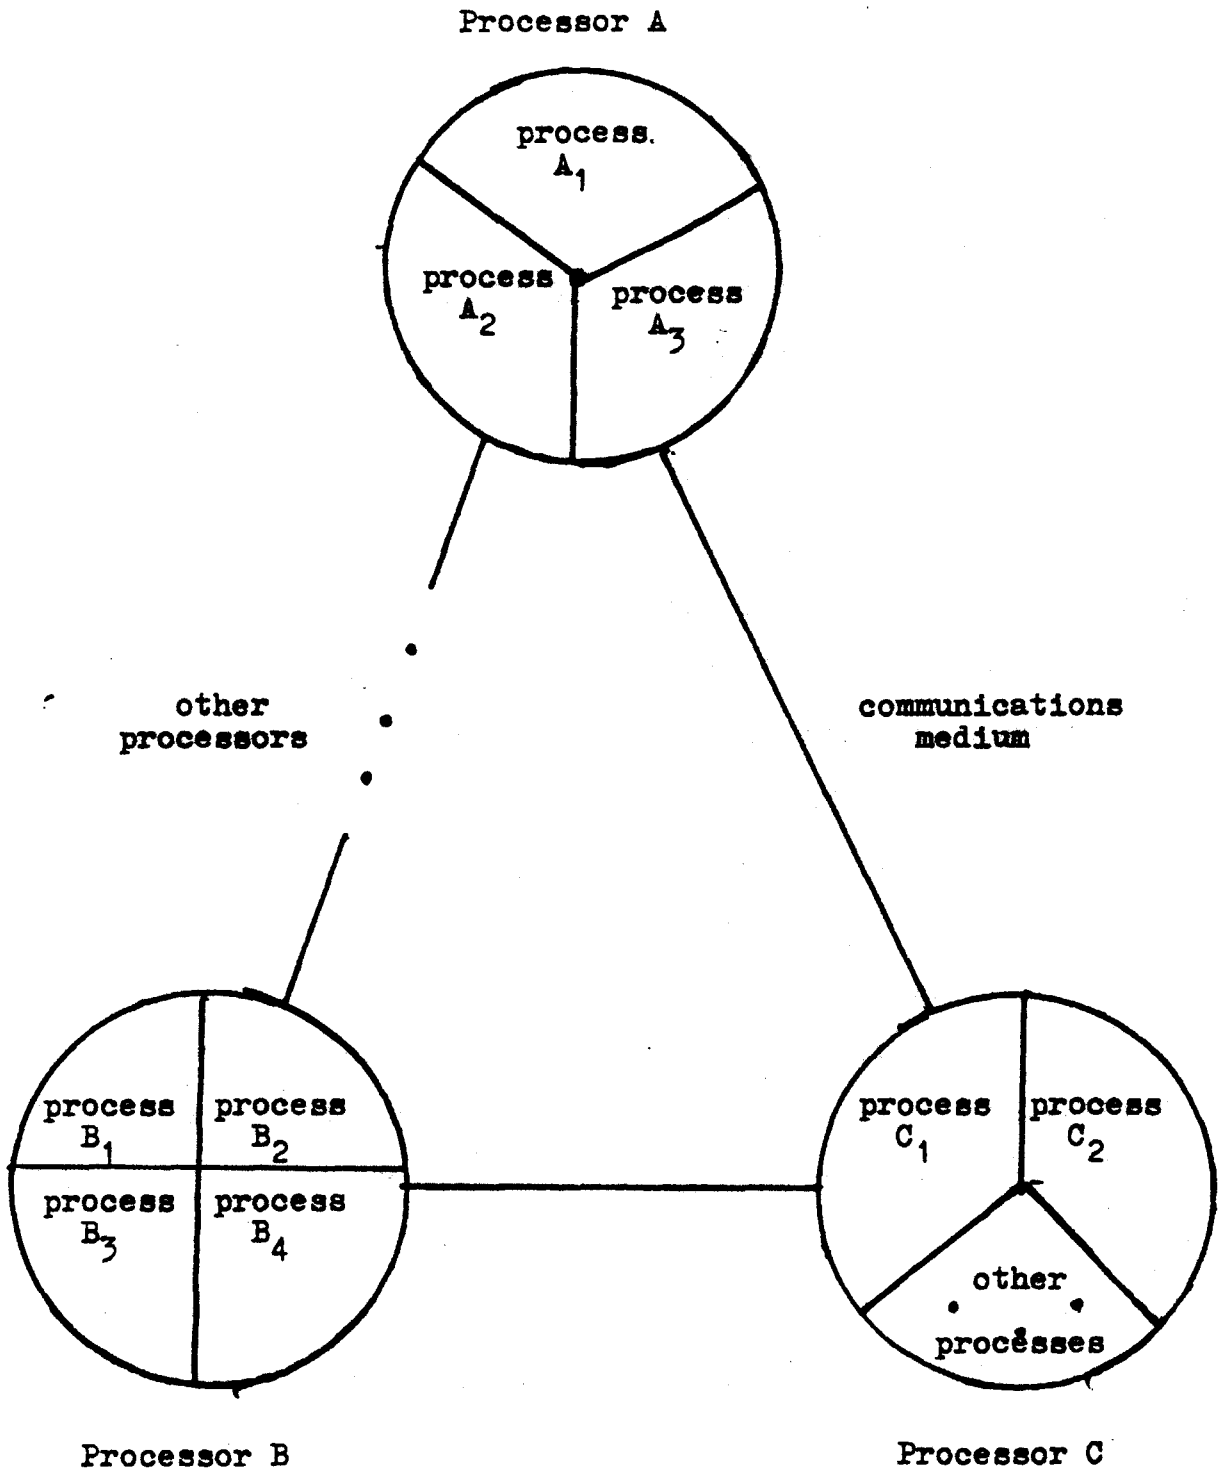 Processor A
process
A1
process
A2
process
A3
other
processors
communications
medium
process
B1
process
B2
process
B3
process
B4
process
C1
process
C2
other
processes
Processor B
Processor C